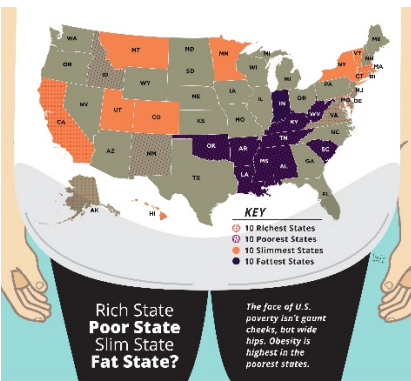 WA
OR
CA
NV
ID
MT
WY
UT
CO
AZ
NM
ND
SD
NE
KS
OK
TX
MN
IA
MO
AR
LA
WI
IL
MI
MI
IN
OH
KY
TN
MS
AL
GA
FL
SC
NC
VA
WV
PA
NY
VT
NH
ME
MA
CT
RI
NJ
MD
DE
AK
HI
KEY
10 Richest States
10 Poorest States
10 Slimmest States
10 Fattest States
Rich State
Poor State
Slim State
Fat State?
The face of U.S.
poverty isn't gaunt
cheeks, but wide
hips. Obesity is
highest in the
poorest states.